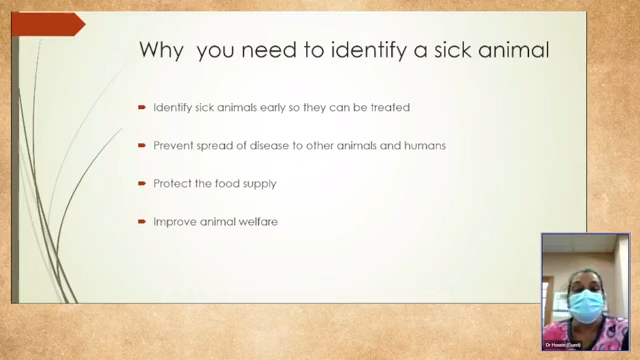 Why you need to identify a sick animal
Identify sick animals early so they can be treated
Prevent spread of disease to other animals and humans
Protect the food supply
Improve animal welfare
Dr Hosein (Guest)